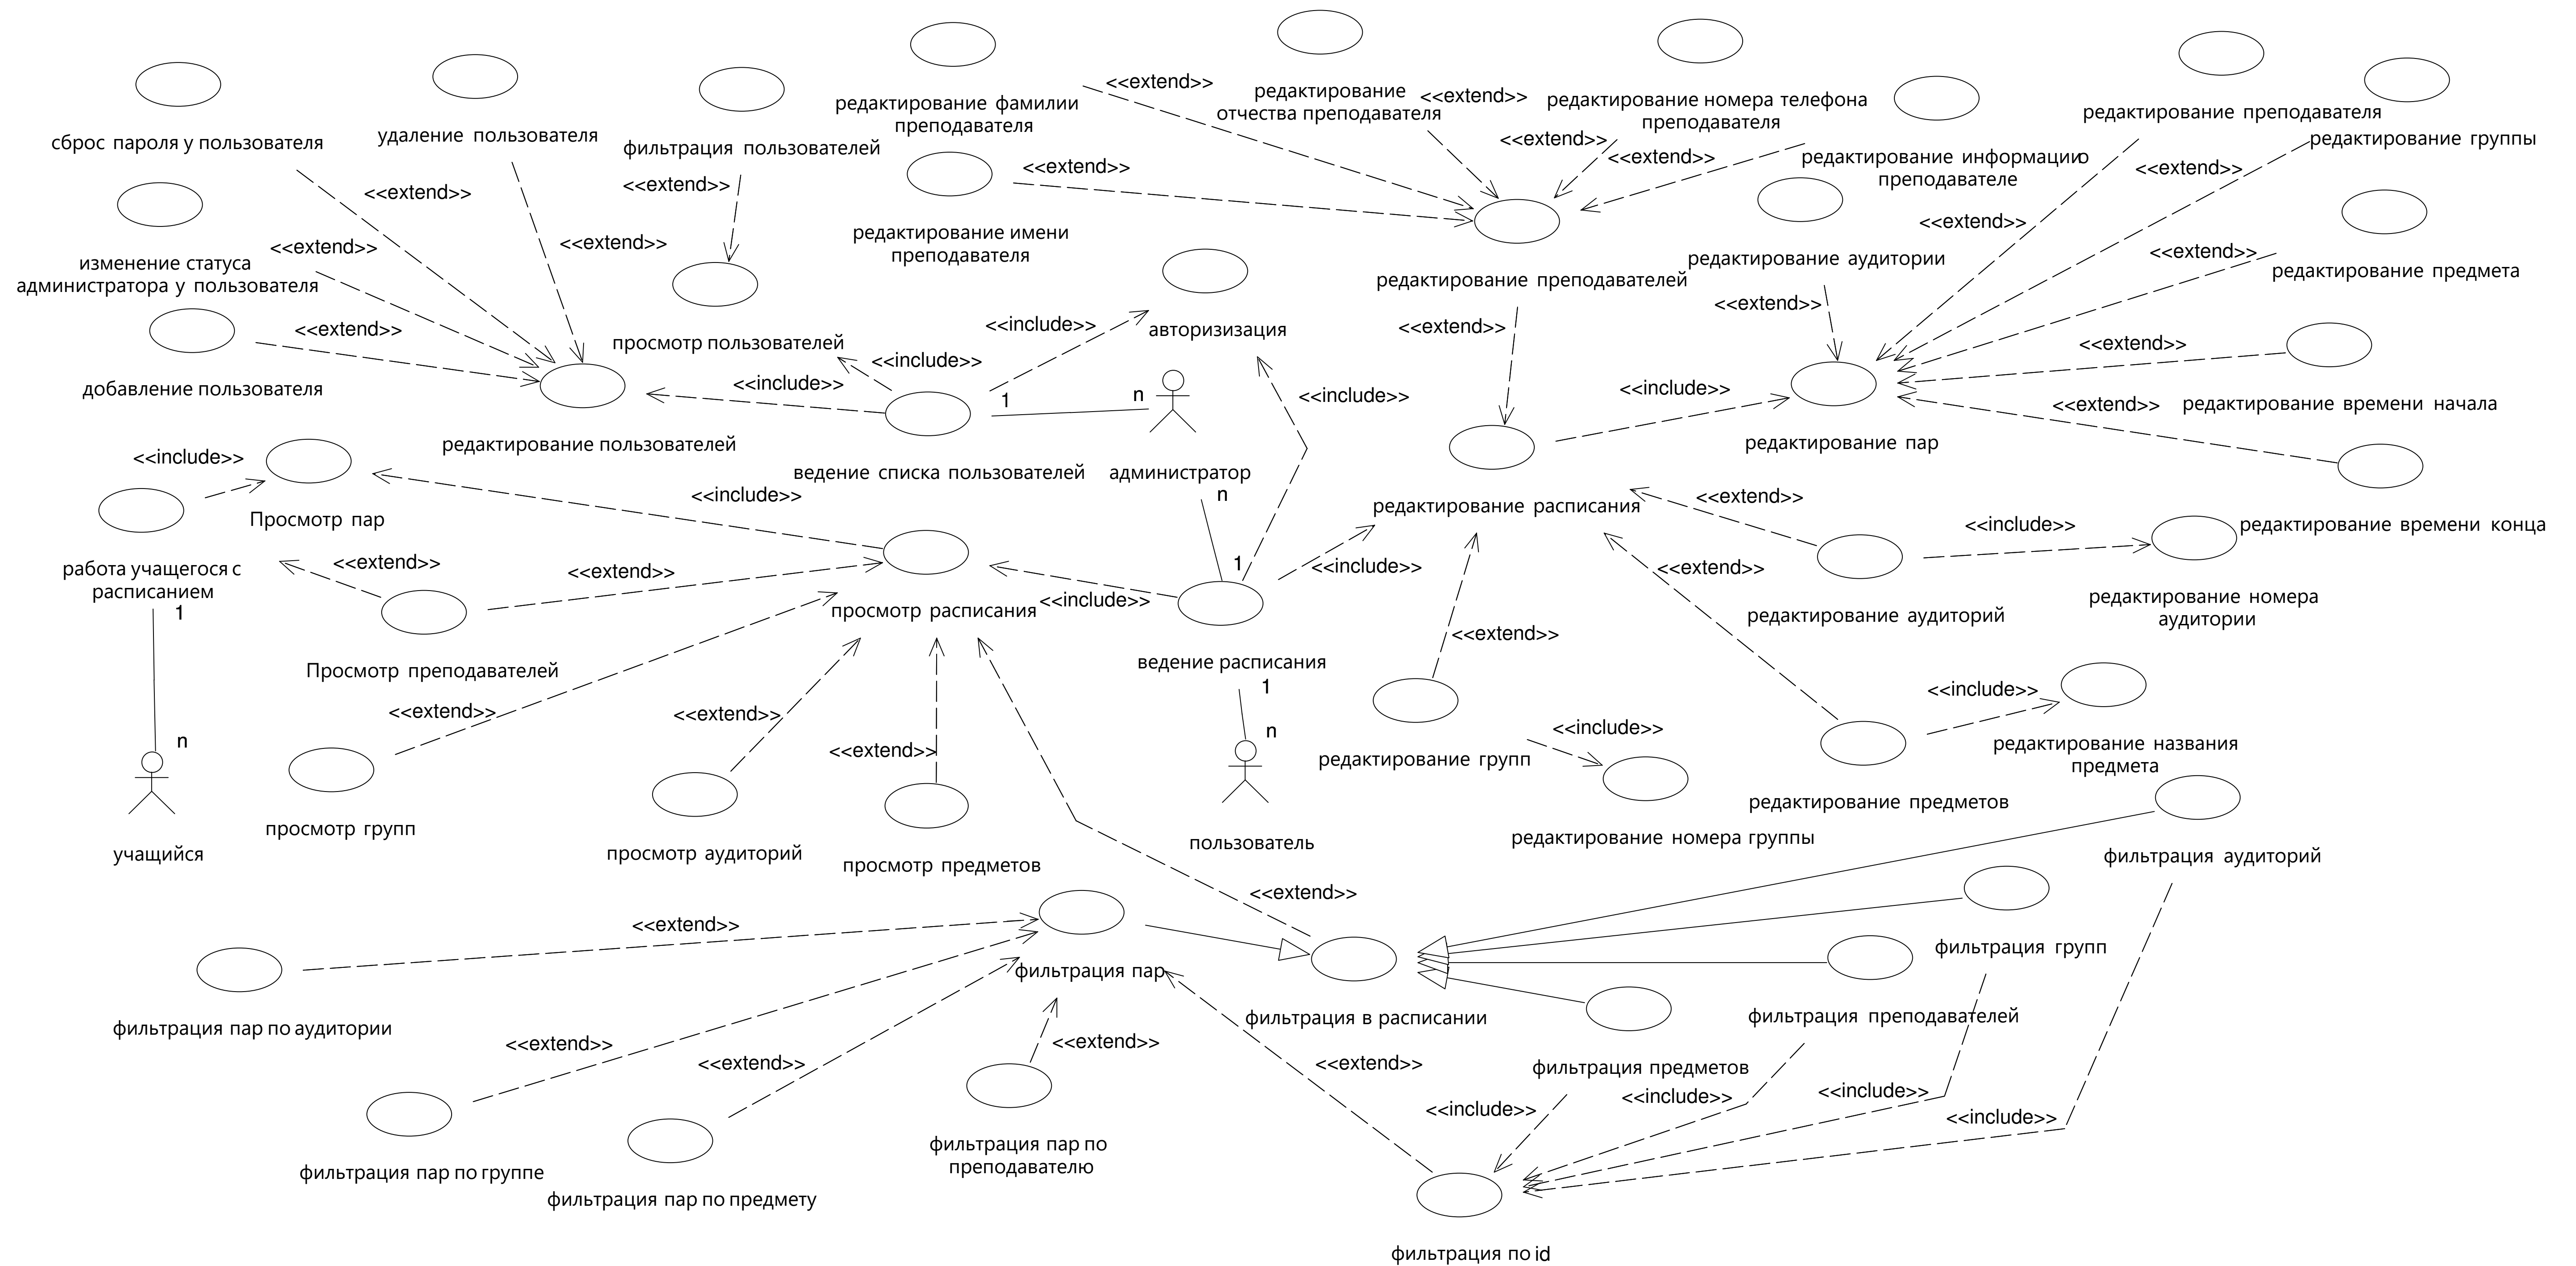 <<extend>>
редактирование
отчества преподавателя
<<extend>>
редактирование фамилии
преподавателя
редактирование номера телефона
преподавателя
редактирование преподавателя
редактирование группы
сброс пароля у пользователя
удаление пользователя
фильтрация пользователей
<<extend>>
<<extend>>
редактирование информациио
преподавателе
<<extend>>
<<extend>>
<<extend>>
<<extend>>
<<extend>>
редактирование имени
преподавателя
<<extend>>
<<extend>>
<<extend>>
изменение статуса
администратора у пользователя
редактирование преподавателей
редактирование аудитории
<<extend>>
редактирование предмета
<<extend>>
<<extend>>
<<include>>
авторизизация
<<extend>>
просмотр пользователей
<<include>>
<<extend>>
добавление пользователя
<<include>>
1
n
<<include>>
<<include>>
<<extend>>
редактирование времени начала
редактирование пользователей
<<include>>
ведение списка пользователей
администратор
n
редактирование пар
<<include>>
Просмотр пар
редактирование расписания
<<extend>>
<<include>>
редактирование времени конца
работа учащегося с
расписанием
1
<<extend>>
<<extend>>
1
<<include>>
<<extend>>
просмотр расписания
<<include>>
редактирование аудиторий
редактирование номера
аудитории
<<extend>>
Просмотр преподавателей
ведение расписания
1
<<extend>>
<<extend>>
<<include>>
n
<<extend>>
n
<<include>>
редактирование групп
редактирование названия
предмета
редактирование предметов
учащийся
просмотр групп
просмотр аудиторий
просмотр предметов
пользователь
редактирование номера группы
фильтрация аудиторий
<<extend>>
<<extend>>
фильтрация пар
фильтрация групп
фильтрация пар по аудитории
фильтрация в расписании
фильтрация преподавателей
<<extend>>
<<extend>>
<<extend>>
<<extend>>
фильтрация предметов
<<include>>
<<include>>
<<include>>
<<include>>
фильтрация пар по группе
фильтрация пар по предмету
фильтрация пар по
преподавателю
фильтрация по id